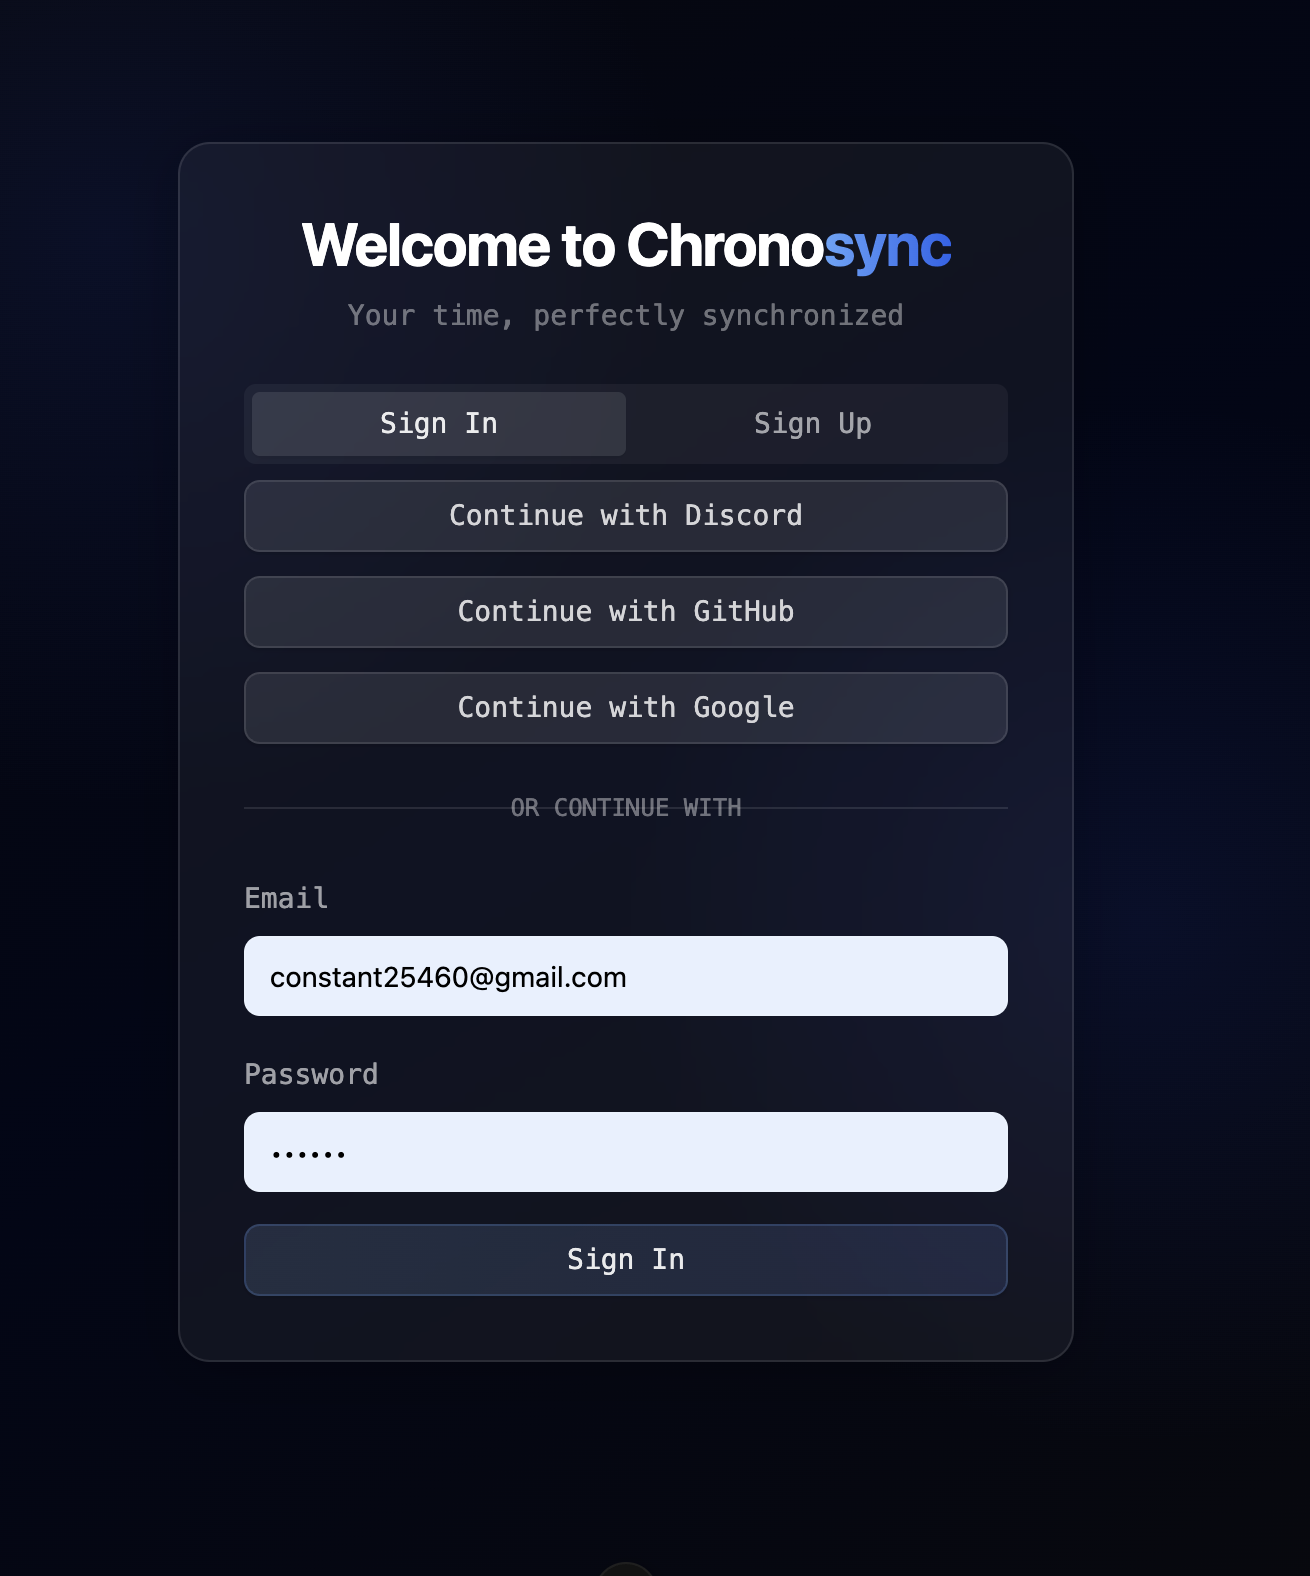 Welcome to Chronosync
Your time, perfectly synchronized
Sign In
Sign Up
Continue with Discord
Continue with GitHub
Continue with Google
OR CONTINUE WITH
Email
constant25460@gmail.com
Password
••••••
Sign In